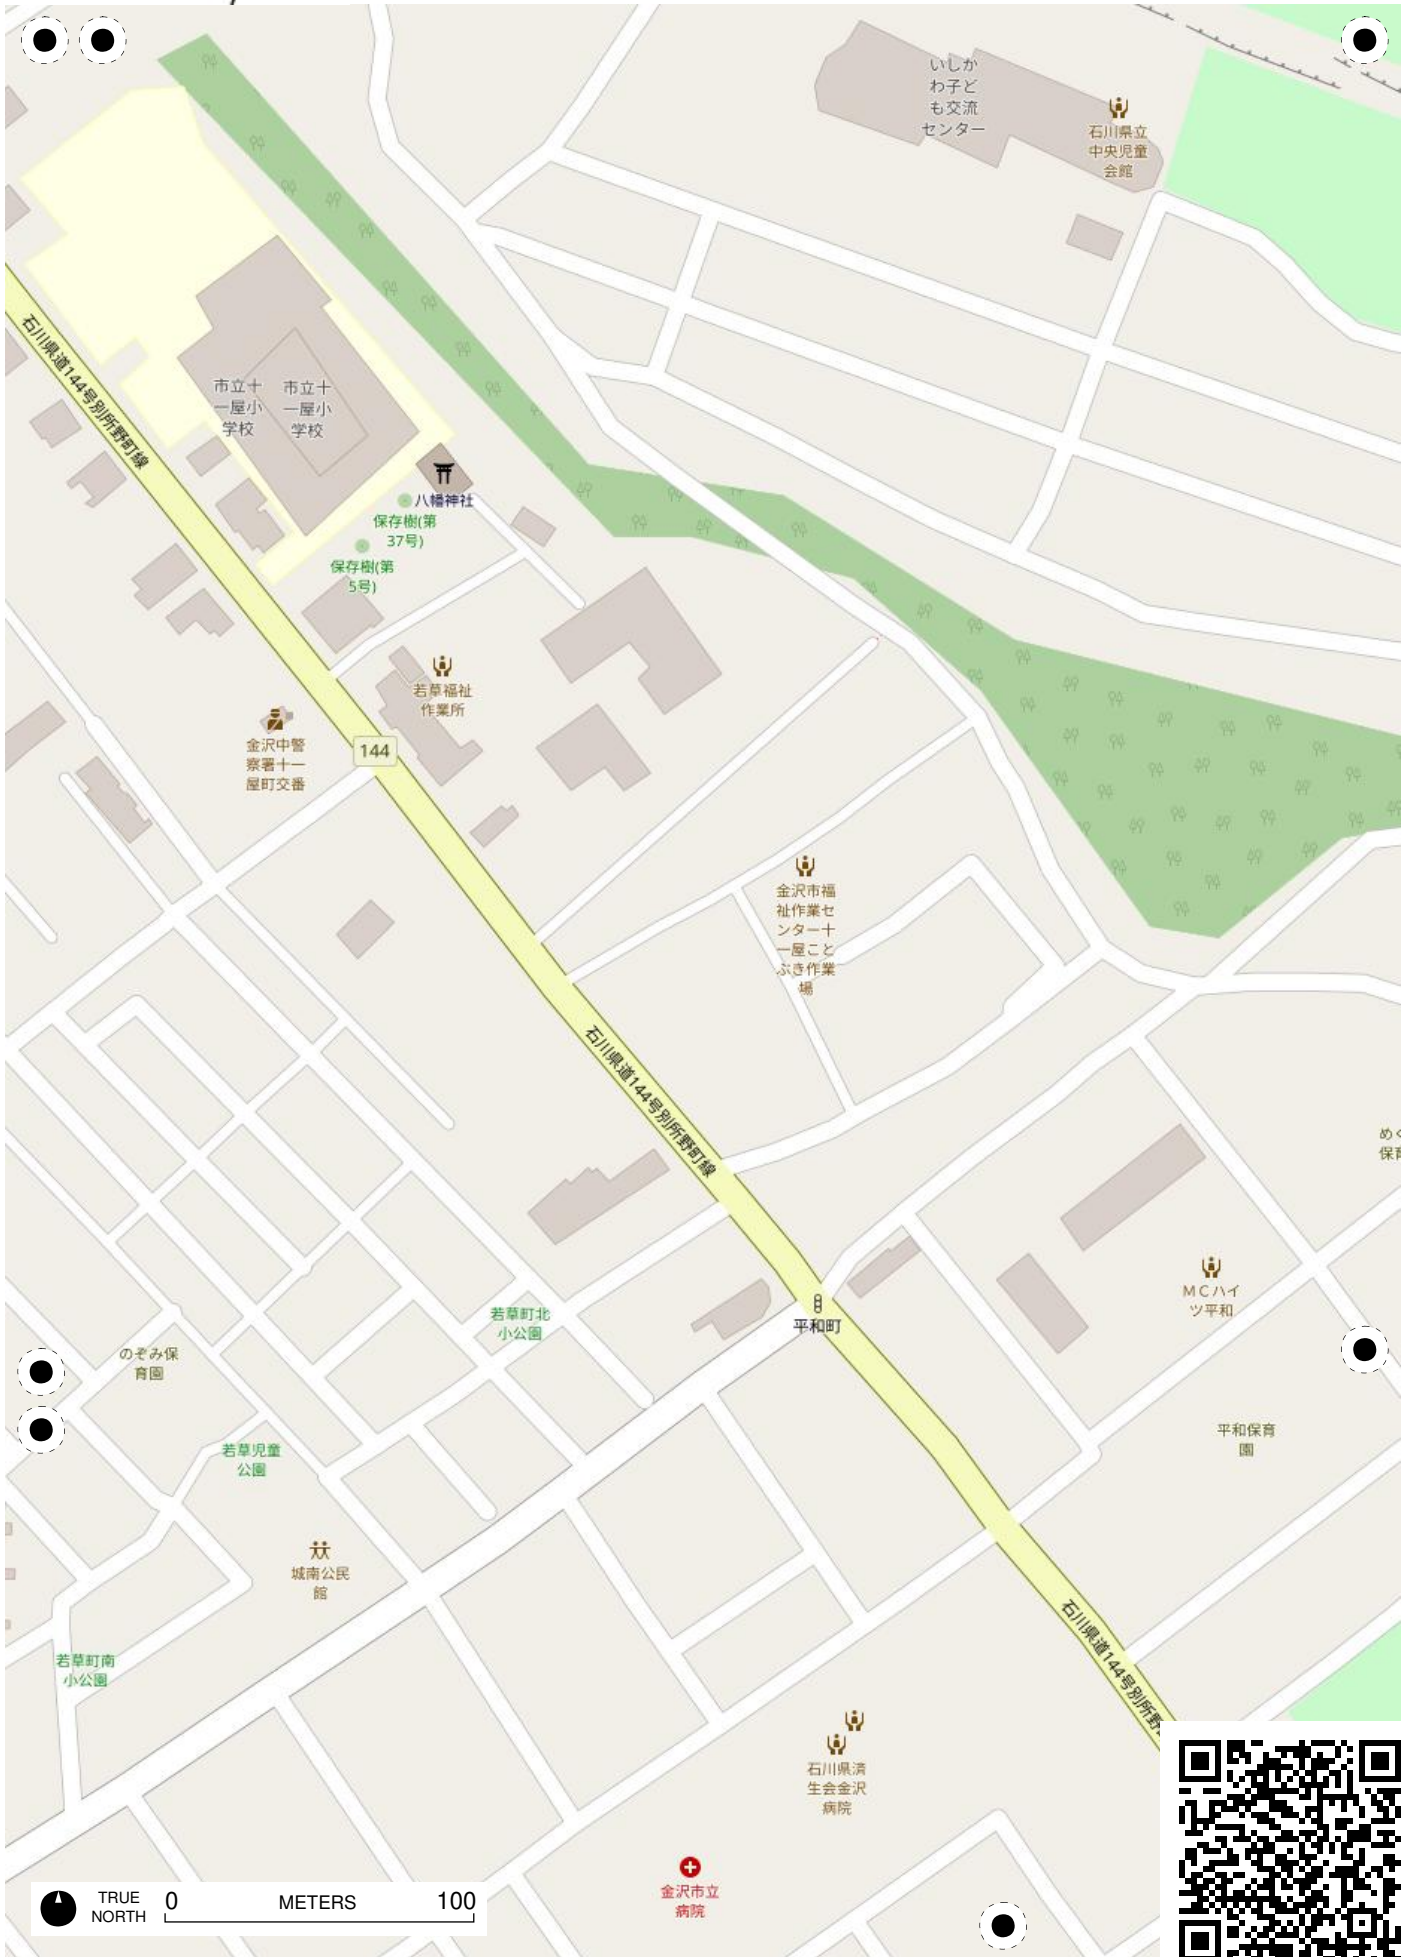 いしか
わ子ど
も交流
センター
石川県立
中央児童
会館
石川県道144号別所野町線
市立十
一屋小
学校
市立十
一屋小
学校
八幡神社
保存樹(第
37号)
保存樹(第
5号)
若草福祉
作業所
金沢中警
察署十一
屋町交番
144
金沢市福
祉作業セ
ンター十
一屋こと
ぶき作業
場
石川県道144号別所野町線
めぐ
保育
MCハイ
ツ平和
若草町北
小公園
平和町
のぞみ保
育園
平和保育
園
若草児童
公園
城南公民
館
石川県道144号別所野
若草町南
小公園
石川県済
生会金沢
病院
金沢市立
病院
TRUE
NORTH
0 METERS 100